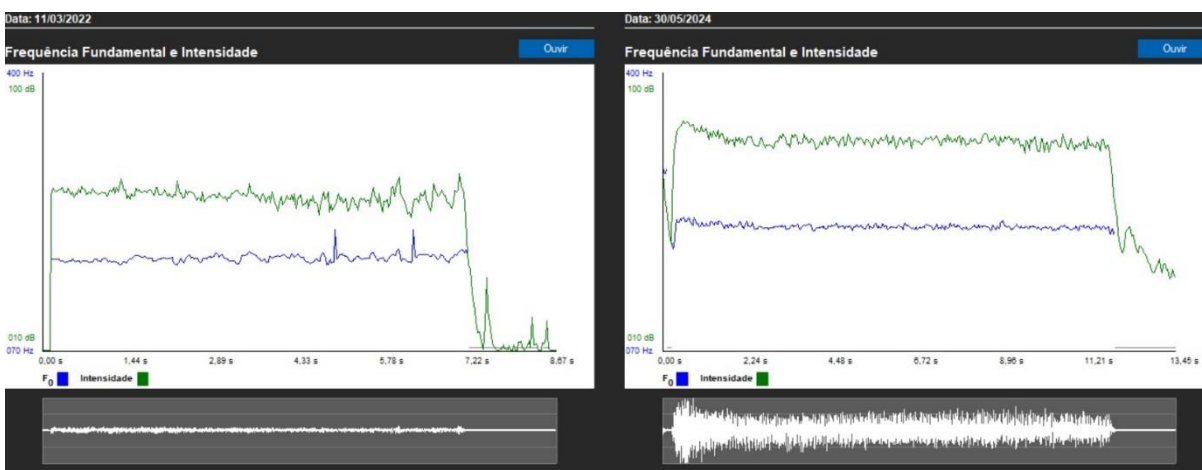 Data: 11/03/2022
Frequência Fundamental e Intensidade
Ouvir
400 Hz
100 dB
010 dB
070 Hz
0,00 s 1,44 s 2,89 s 4,33 s 5,78 s 7,22 s 8,67 s
F0 Intensidade
Data: 30/05/2024
Frequência Fundamental e Intensidade
Ouvir
400 Hz
100 dB
010 dB
070 Hz
0,00 s 2,24 s 4,48 s 6,72 s 8,96 s 11,21 s 13,45 s
F0 Intensidade